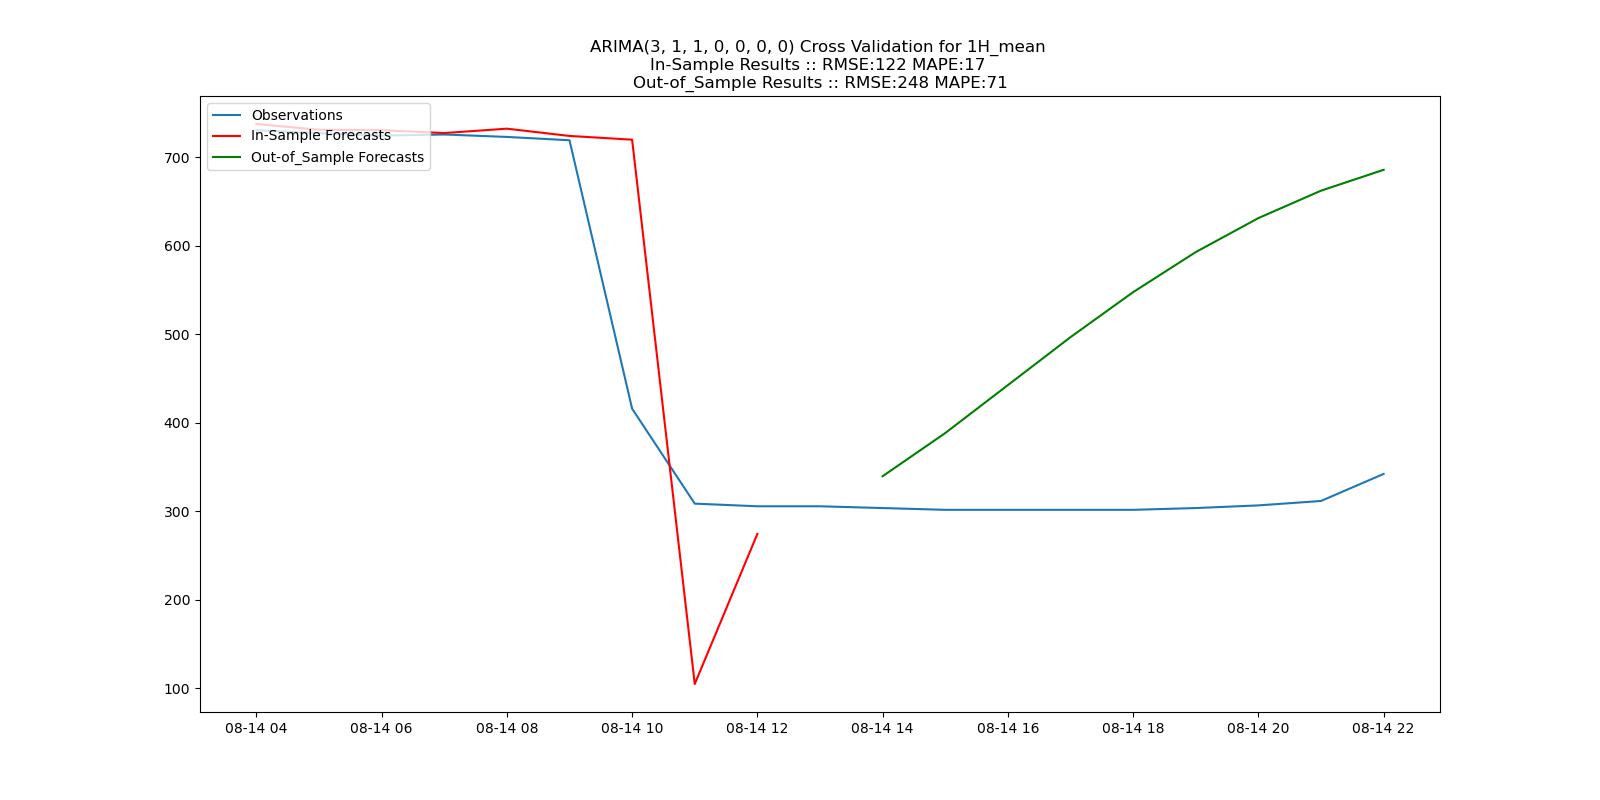 ARIMA(3, 1, 1, 0, 0, 0, 0) Cross Validation for 1H_mean
In-Sample Results :: RMSE:122 MAPE:17
Out-of_Sample Results :: RMSE:248 MAPE:71
Observations
In-Sample Forecasts
Out-of_Sample Forecasts
700
600
500
400
300
200
100
08-14 04 08-14 06 08-14 08 08-14 10 08-14 12 08-14 14 08-14 16 08-14 18 08-14 20 08-14 22